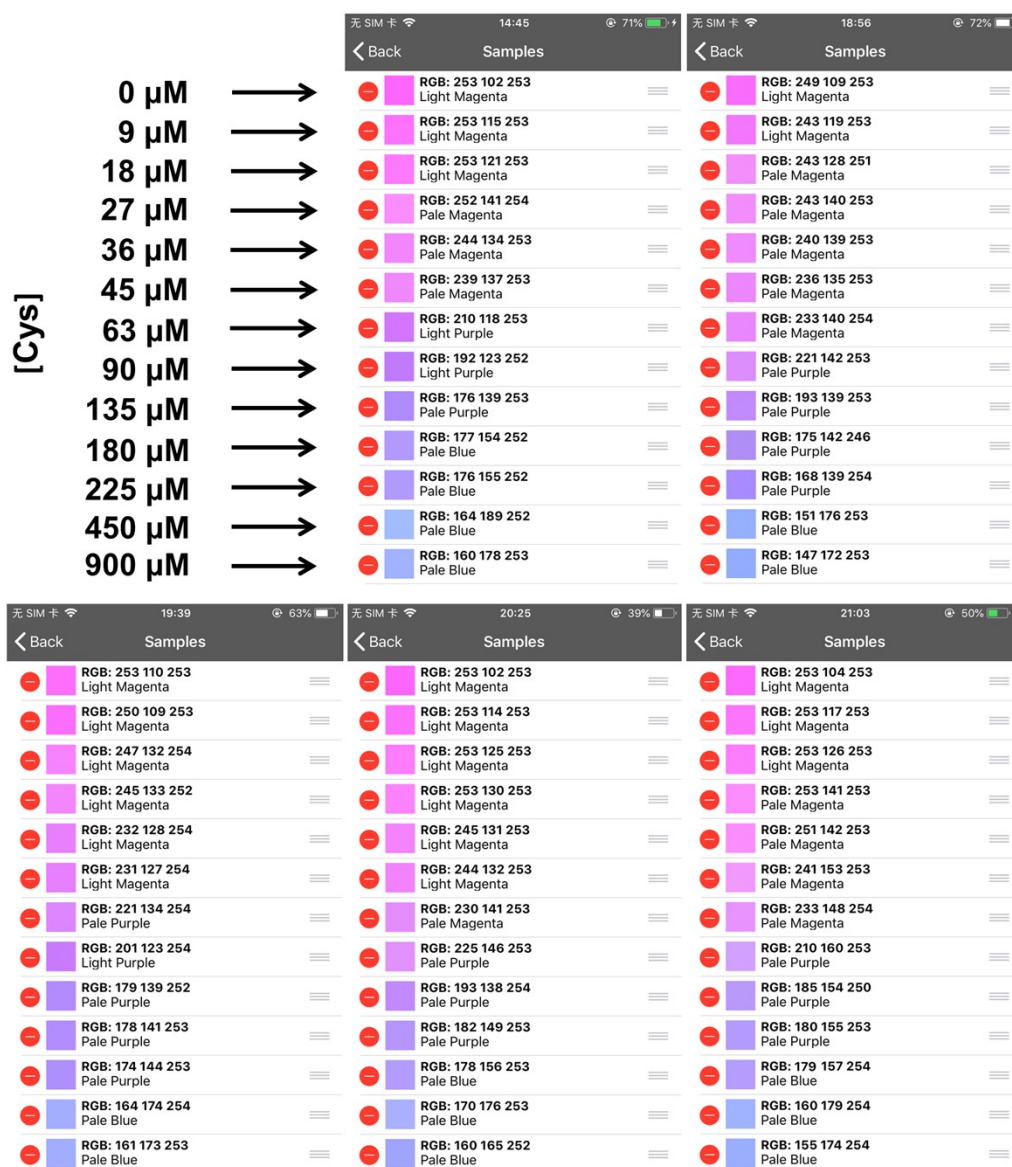 无 SIM 卡 14:45 71%
Back Samples
无 SIM 卡 18:56 72%
Back Samples
[Cys]
0 μM
9 μM
18 μM
27 μM
36 μM
45 μM
63 μM
90 μM
135 μM
180 μM
225 μM
450 μM
900 μM
RGB: 253 102 253
Light Magenta
RGB: 253 115 253
Light Magenta
RGB: 253 121 253
Light Magenta
RGB: 252 141 254
Pale Magenta
RGB: 244 134 253
Pale Magenta
RGB: 239 137 253
Pale Magenta
RGB: 210 118 253
Light Purple
RGB: 192 123 252
Light Purple
RGB: 176 139 253
Pale Purple
RGB: 177 154 252
Pale Blue
RGB: 176 155 252
Pale Blue
RGB: 164 189 252
Pale Blue
RGB: 160 178 253
Pale Blue
RGB: 249 109 253
Light Magenta
RGB: 243 119 253
Light Magenta
RGB: 243 128 251
Pale Magenta
RGB: 243 140 253
Pale Magenta
RGB: 240 139 253
Pale Magenta
RGB: 236 135 253
Pale Magenta
RGB: 233 140 254
Pale Magenta
RGB: 221 142 253
Pale Purple
RGB: 193 139 253
Pale Purple
RGB: 175 142 246
Pale Purple
RGB: 168 139 254
Pale Purple
RGB: 151 176 253
Pale Blue
RGB: 147 172 253
Pale Blue
无 SIM 卡 19:39 63%
Back Samples
RGB: 253 110 253
Light Magenta
RGB: 250 109 253
Light Magenta
RGB: 247 132 254
Light Magenta
RGB: 245 133 252
Light Magenta
RGB: 232 128 254
Light Magenta
RGB: 231 127 254
Light Magenta
RGB: 221 134 254
Pale Purple
RGB: 201 123 254
Light Purple
RGB: 179 139 252
Pale Purple
RGB: 178 141 253
Pale Purple
RGB: 174 144 253
Pale Purple
RGB: 164 174 254
Pale Blue
RGB: 161 173 253
Pale Blue
无 SIM 卡 20:25 39%
Back Samples
RGB: 253 102 253
Light Magenta
RGB: 253 114 253
Light Magenta
RGB: 253 125 253
Light Magenta
RGB: 253 130 253
Light Magenta
RGB: 245 131 253
Light Magenta
RGB: 244 132 253
Light Magenta
RGB: 230 141 253
Pale Magenta
RGB: 225 146 253
Pale Purple
RGB: 193 138 254
Pale Purple
RGB: 182 149 253
Pale Purple
RGB: 178 156 253
Pale Blue
RGB: 170 176 253
Pale Blue
RGB: 160 165 252
Pale Blue
无 SIM 卡 21:03 50%
Back Samples
RGB: 253 104 253
Light Magenta
RGB: 253 117 253
Light Magenta
RGB: 253 126 253
Light Magenta
RGB: 253 141 253
Pale Magenta
RGB: 251 142 253
Pale Magenta
RGB: 241 153 253
Pale Magenta
RGB: 233 148 254
Pale Magenta
RGB: 210 160 253
Pale Purple
RGB: 185 154 250
Pale Purple
RGB: 180 155 253
Pale Purple
RGB: 179 157 254
Pale Blue
RGB: 160 179 254
Pale Blue
RGB: 155 174 254
Pale Blue